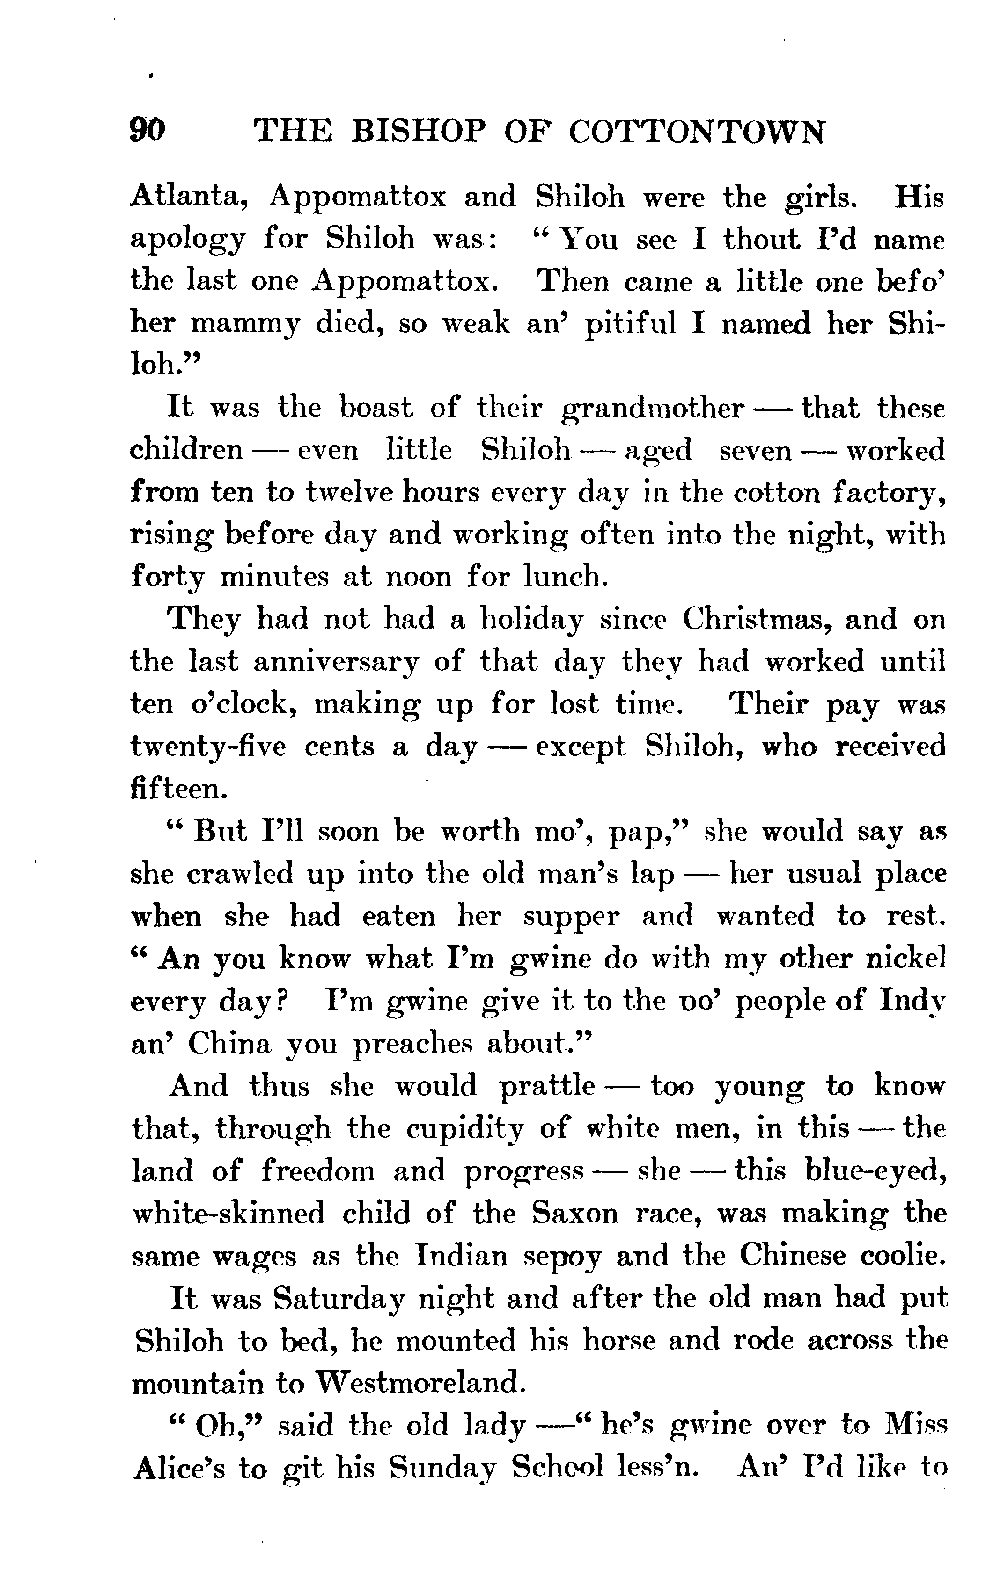 90 THE BISHOP OF COTTONTOWN
Atlanta, Appomattox and Shiloh were the girls. His
apology for Shiloh was: “ You see I thout I’d name
the last one Appomattox. Then came a little one befo’
her mammy died, so weak an’ pitiful I named her Shi-
loh.”
It was the boast of their grandmother — that these
children — even little Shiloh — aged seven — worked
from ten to twelve hours every day in the cotton factory,
rising before day and working often into the night, with
forty minutes at noon for lunch.
They had not had a holiday since Christmas, and on
the last anniversary of that day they had worked until
ten o’clock, making up for lost time. Their pay was
twenty-five cents a day — except Shiloh, who received
fifteen.
“ But I’ll soon be worth mo’, pap,” she would say as
she crawled up into the old man’s lap — her usual place
when she had eaten her supper and wanted to rest.
“ An you know what I’m gwine do with my other nickel
every day? I’m gwine give it to the po’ people of Indy
an’ China you preaches about.”
And thus she would prattle — too young to know
that, through the cupidity of white men, in this — the
land of freedom and progress — she — this blue-eyed,
white-skinned child of the Saxon race, was making the
same wages as the Indian sepoy and the Chinese coolie.
It was Saturday night and after the old man had put
Shiloh to bed, he mounted his horse and rode across the
mountain to Westmoreland.
“ Oh,” said the old lady —“ he’s gwine over to Miss
Alice’s to git his Sunday School less’n. An’ I’d like to